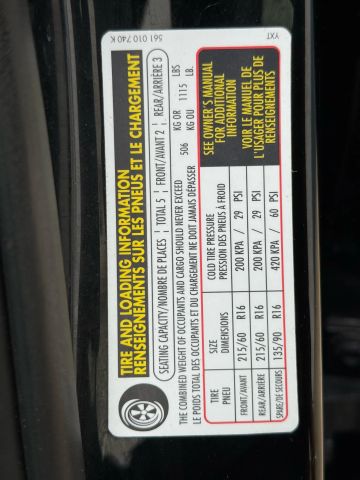 TIRE AND LOADING INFORMATION
RENSEIGNEMENTS SUR LES PNEUS ET LE CHARGEMENT
SEATING CAPACITY/NOMBRE DE PLACES | TOTAL 5 | FRONT/AVANT 2 | REAR/ARRIÈRE 3
THE COMBINED WEIGHT OF OCCUPANTS AND CARGO SHOULD NEVER EXCEED 506 KG OR 1115 LBS
LE POIDS TOTAL DES OCCUPANTS ET DU CHARGEMENT NE DOIT JAMAIS DÉPASSER KG OU LB.
TIRE SIZE COLD TIRE PRESSURE
PNEU DIMENSIONS PRESSION DES PNEUS À FROID
FRONT/AVANT 215/60 R16 200 KPA / 29 PSI
REAR/ARRIÈRE 215/60 R16 200 KPA / 29 PSI
SPARE/DE SECOURS 135/90 R16 420 KPA / 60 PSI
SEE OWNER'S MANUAL
FOR ADDITIONAL
INFORMATION
VOIR LE MANUEL DE
L'USAGER POUR PLUS DE
RENSEIGNEMENTS
561 010 740 K
YXT